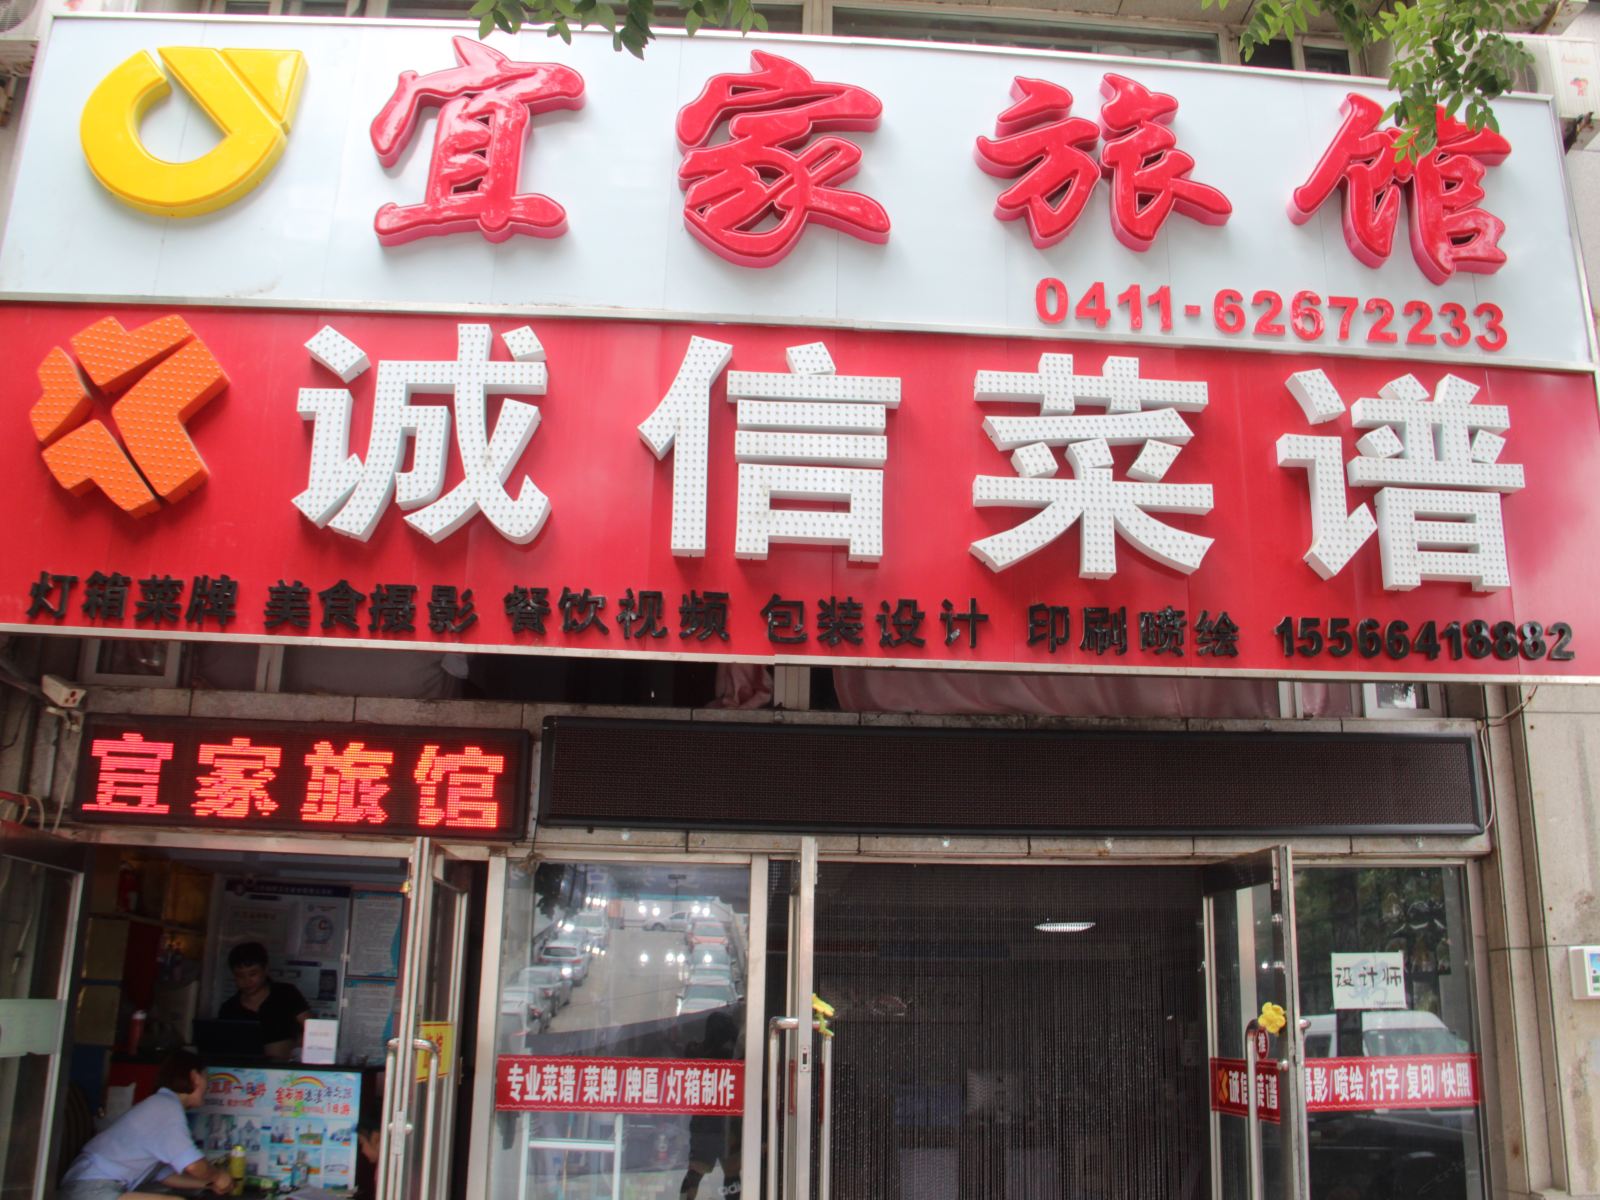 宜家旅馆
0411-62672233
诚信菜谱
灯箱菜牌 美食摄影 餐饮视频 包装设计 印刷喷绘 15566418882
宜家旅馆
设计师
专业菜谱/菜牌/牌匾/灯箱制作
诚信菜谱
摄影/喷绘/打字/复印/快照